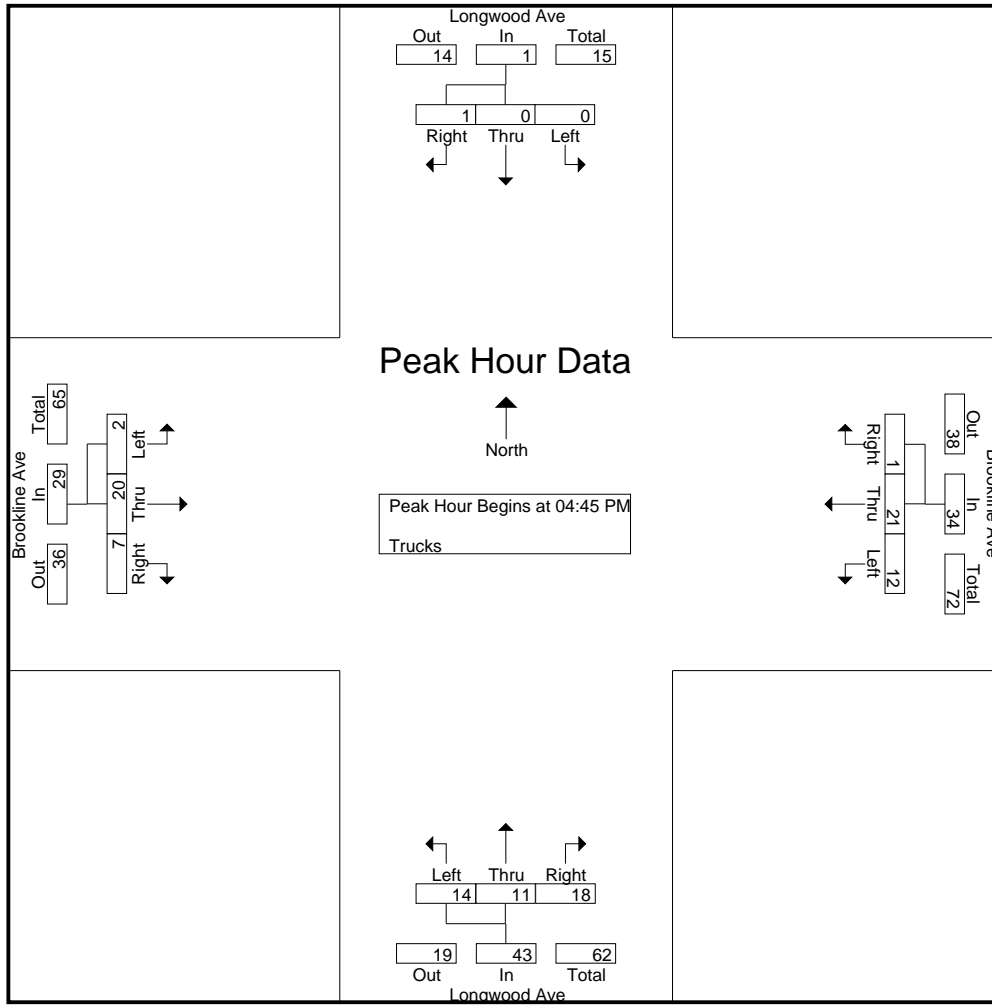 Longwood Ave
Out In Total
14 1 15
1 0 0
Right Thru Left
Peak Hour Data
North
Peak Hour Begins at 04:45 PM
Trucks
Brookline Ave
Total In Out
65 29 36
2 20 7
Left Thru Right
Right Thru Left
1 21 12
38 34 72
Out In Total
Brookline Ave
Left Thru Right
14 11 18
19 43 62
Out In Total
Longwood Ave